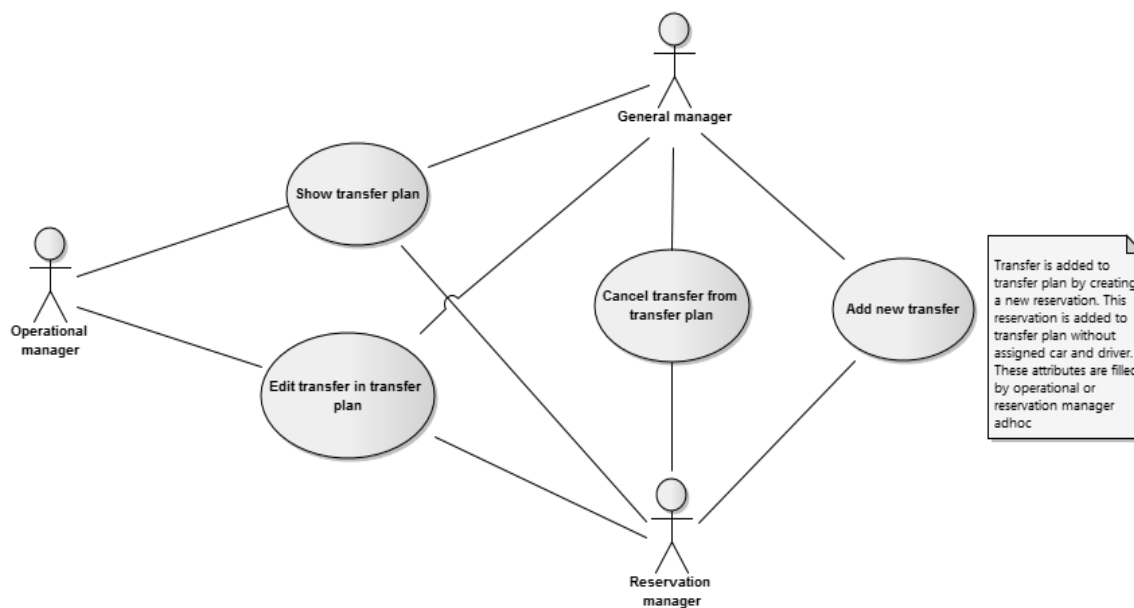 General manager
Show transfer plan
Operational
manager
Cancel transfer from
transfer plan
Add new transfer
Edit transfer in transfer
plan
Reservation
manager
Transfer is added to
transfer plan by creating
a new reservation. This
reservation is added to
transfer plan without
assigned car and driver.
These attributes are filled
by operational or
reservation manager
adhoc